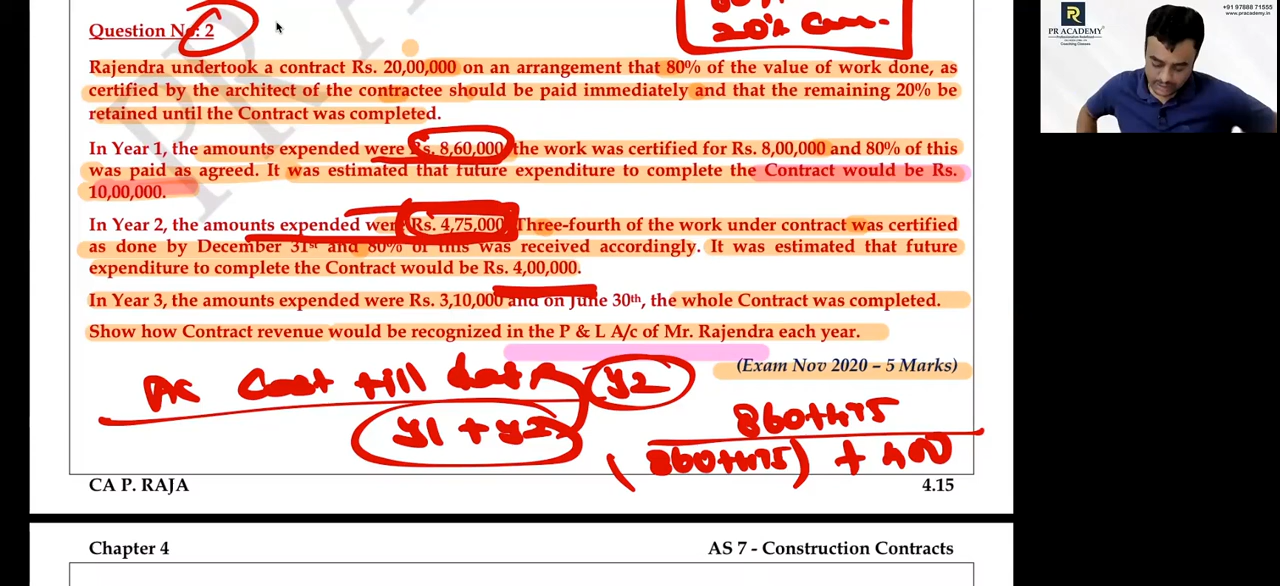 +91 97888 71555
www.pracademy.in
PR ACADEMY
20% Com.
Question No: 2
Rajendra undertook a contract Rs. 20,00,000 on an arrangement that 80% of the value of work done, as
certified by the architect of the contractee should be paid immediately and that the remaining 20% be
retained until the Contract was completed.
In Year 1, the amounts expended were Rs. 8,60,000, the work was certified for Rs. 8,00,000 and 80% of this
was paid as agreed. It was estimated that future expenditure to complete the Contract would be Rs.
10,00,000.
In Year 2, the amounts expended were Rs. 4,75,000. Three-fourth of the work under contract was certified
as done by December 31st and 80% of this was received accordingly. It was estimated that future
expenditure to complete the Contract would be Rs. 4,00,000.
In Year 3, the amounts expended were Rs. 3,10,000 and on June 30th, the whole Contract was completed.
Show how Contract revenue would be recognized in the P & L A/c of Mr. Rajendra each year.
(Exam Nov 2020 – 5 Marks)
Cost till date Y2
Y1 + Y2
860+475
(860+475) + 400
CA P. RAJA 4.15
Chapter 4 AS 7 - Construction Contracts